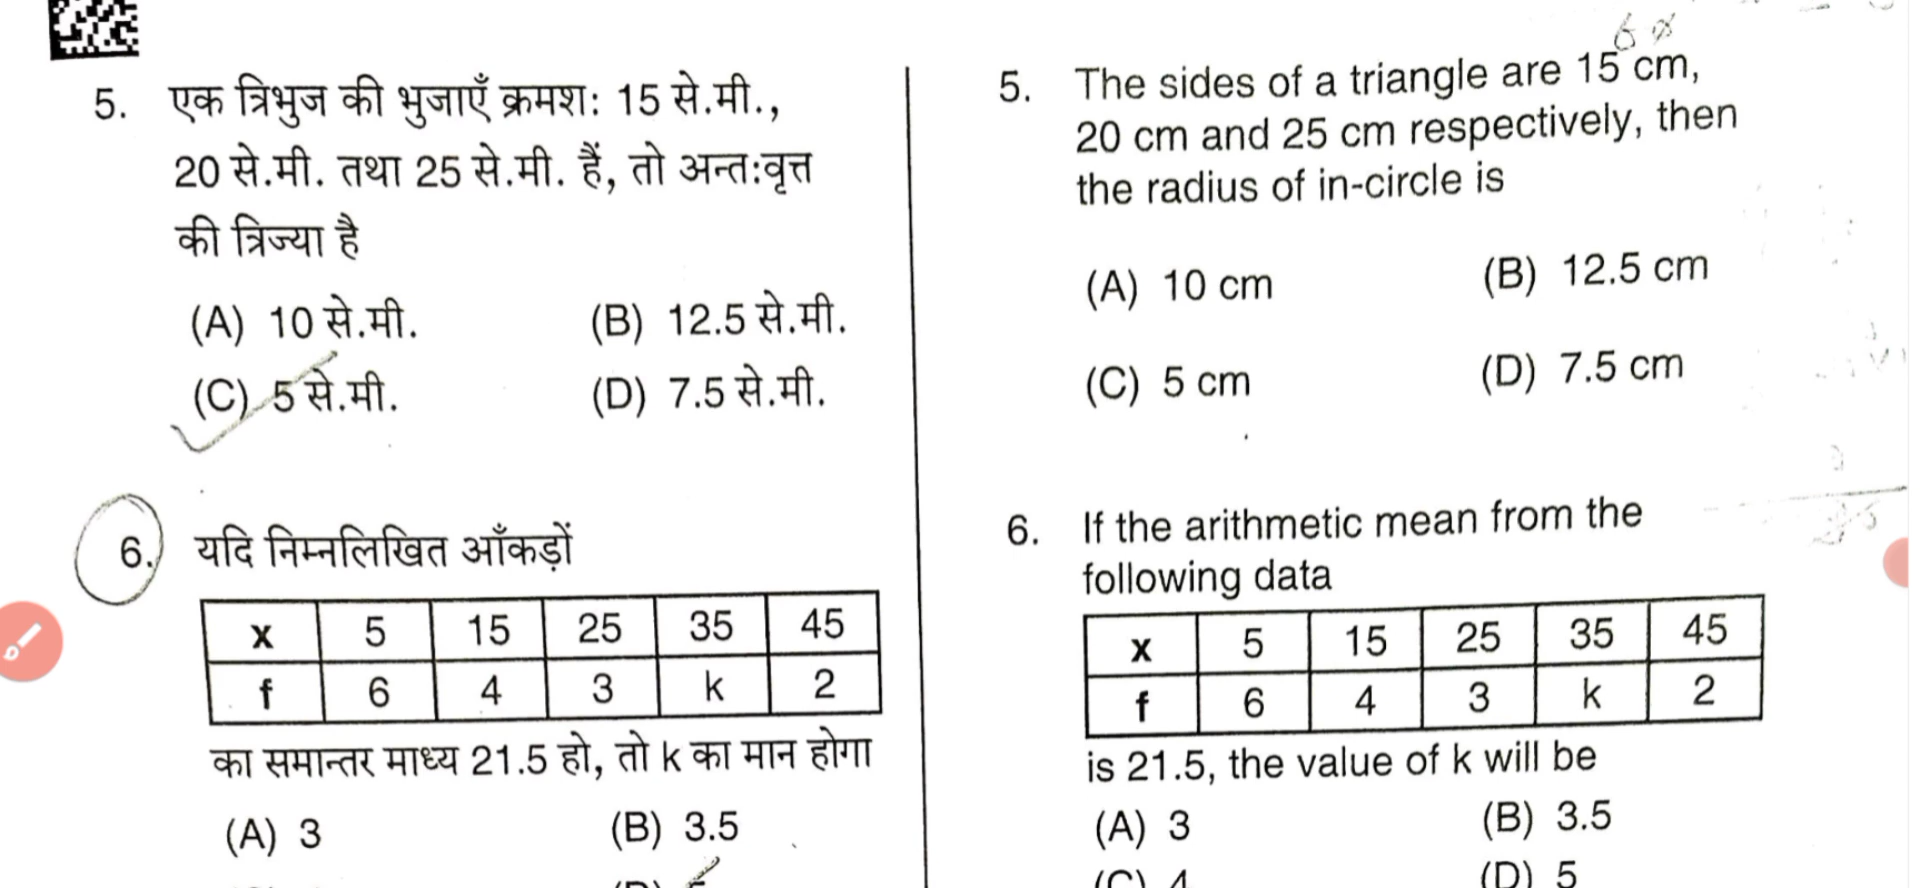 5. एक त्रिभुज की भुजाएँ क्रमश: 15 से.मी.,
20 से.मी. तथा 25 से.मी. हैं, तो अन्त:वृत्त
की त्रिज्या है
(A) 10 से.मी. (B) 12.5 से.मी.
(C) 5 से.मी. (D) 7.5 से.मी.
6. यदि निम्नलिखित आँकड़ों
x 5 15 25 35 45
f 6 4 3 k 2
का समान्तर माध्य 21.5 हो, तो k का मान होगा
(A) 3 (B) 3.5
5. The sides of a triangle are 15 cm,
20 cm and 25 cm respectively, then
the radius of in-circle is
(A) 10 cm (B) 12.5 cm
(C) 5 cm (D) 7.5 cm
6. If the arithmetic mean from the
following data
x 5 15 25 35 45
f 6 4 3 k 2
is 21.5, the value of k will be
(A) 3 (B) 3.5
(C) 4 (D) 5